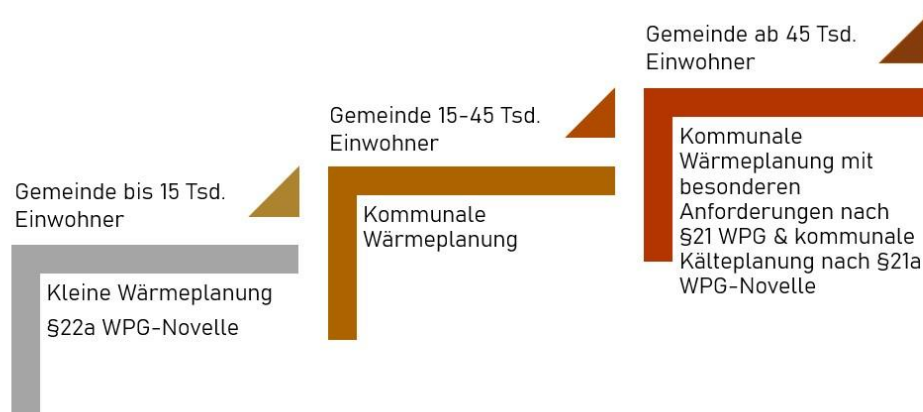 Gemeinde bis 15 Tsd.
Einwohner
Kleine Wärmeplanung
§22a WPG-Novelle
Gemeinde 15-45 Tsd.
Einwohner
Kommunale
Wärmeplanung
Gemeinde ab 45 Tsd.
Einwohner
Kommunale
Wärmeplanung mit
besonderen
Anforderungen nach
§21 WPG & kommunale
Kälteplanung nach §21a
WPG-Novelle